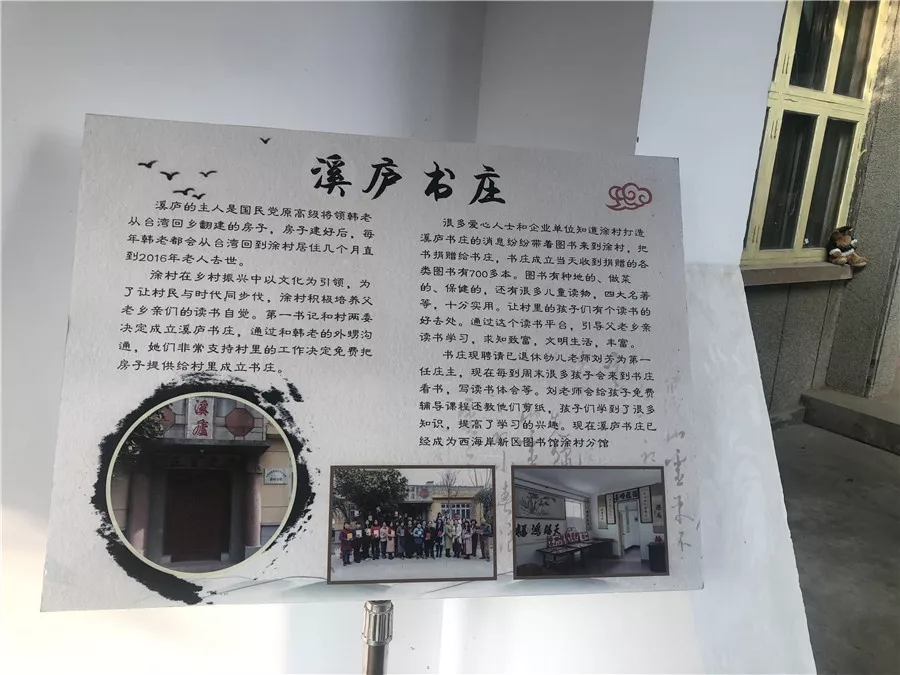 溪庐书庄
溪庐的主人是国民党原高级将领韩老
从台湾回乡翻建的房子，房子建好后，每
年韩老都会从台湾回到涂村居住几个月直
到2016年老人去世。
涂村在乡村振兴中以文化为引领，为
了让村民与时代同步伐，涂村积极培养父
老乡亲们的读书自觉。第一书记和村两委
决定成立溪庐书庄，通过和韩老的外甥沟
通，她们非常支持村里的工作决定免费把
房子提供给村里成立书庄。
很多爱心人士和企业单位知道涂村打造
溪庐书庄的消息纷纷带着图书来到涂村，把
书捐赠给书庄，书庄成立当天收到捐赠的各
类图书有700多本。图书有种地的、做菜
的、保健的，还有很多儿童读物，四大名著
等，十分实用。让村里的孩子们有个读书的
好去处。通过这个读书平台，引导父老乡亲
读书学习，求知致富，文明生活，丰富。
书庄现聘请已退休幼儿老师刘芳为第一
任庄主，现在每到周末很多孩子会来到书庄
看书，写读书体会等。刘老师会给孩子免费
辅导课程还教他们剪纸，孩子们学到了很多
知识，提高了学习的兴趣。现在溪庐书庄已
经成为西海岸新区图书馆涂村分馆
溪廬